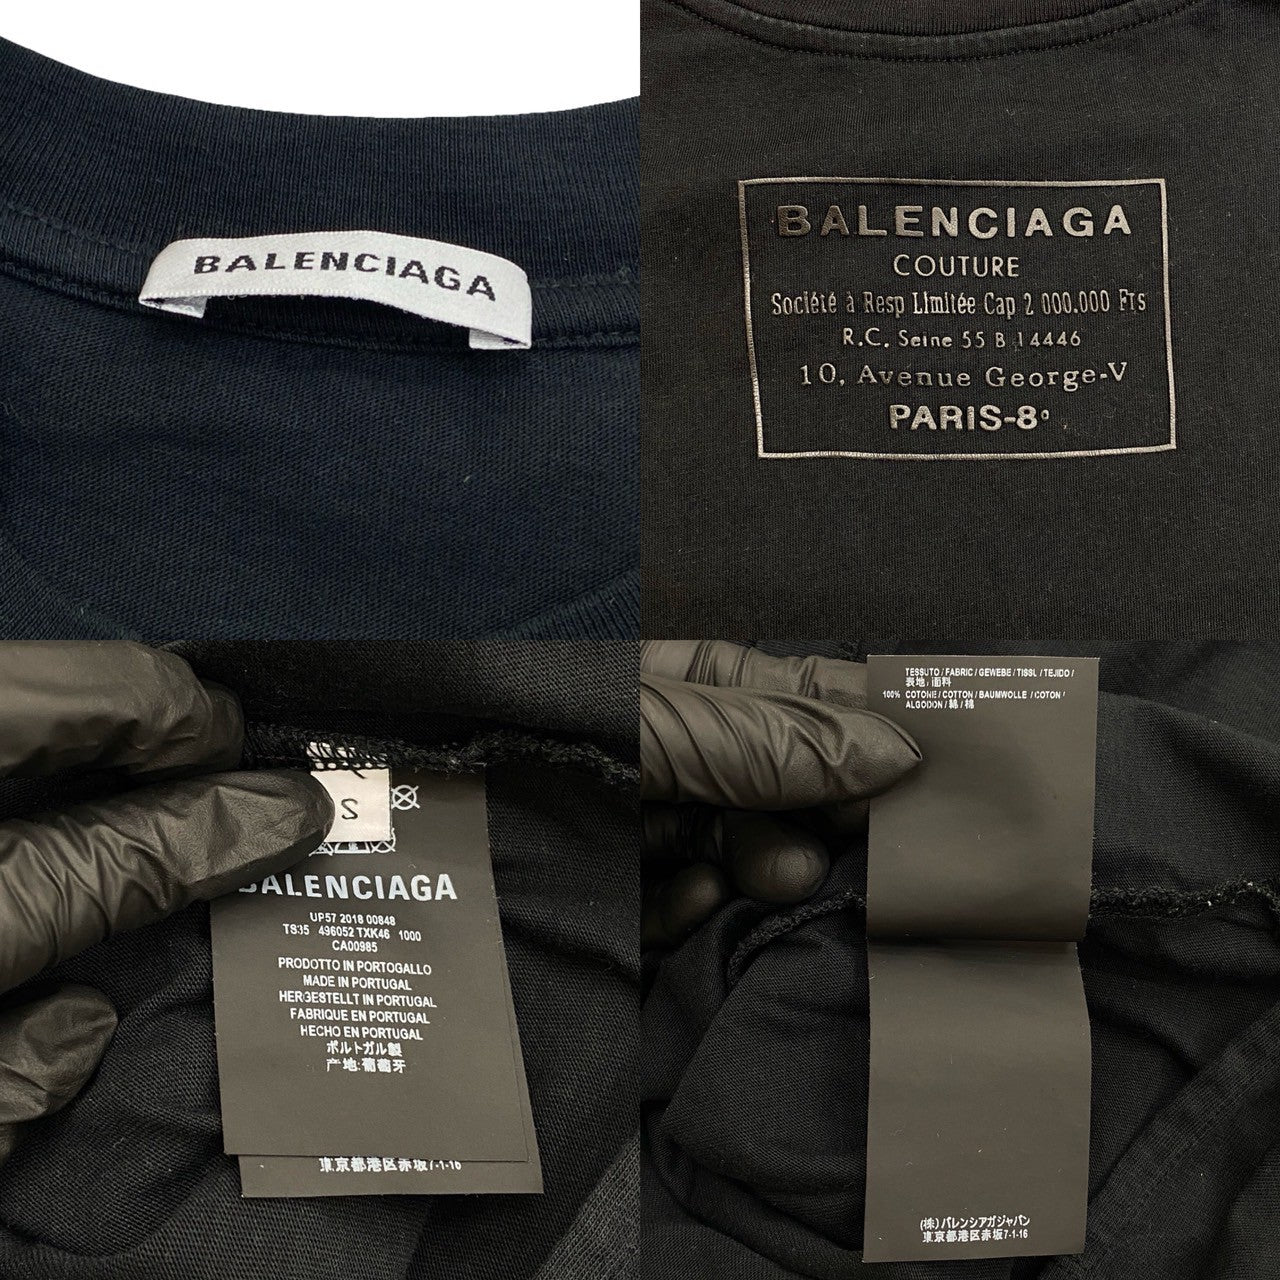 BALENCIAGA
BALENCIAGA
COUTURE
Société à Resp Limitée Cap 2 000.000 Frs
R.C. Seine 55 B 14446
10, Avenue George-V
PARIS-8e
S
BALENCIAGA
UP57 2018 00848
TS35 496052 TXK46 1000
CA00985
PRODOTTO IN PORTOGALLO
MADE IN PORTUGAL
HERGESTELLT IN PORTUGAL
FABRIQUE EN PORTUGAL
HECHO EN PORTUGAL
ポルトガル製
产地:葡萄牙
東京都港区赤坂7-1-16
TESSUTO / FABRIC / GEWEBE / TISSU / TEJIDO /
表地 / 面料
100% COTONE / COTTON / BAUMWOLLE / COTON /
ALGODON / 綿 / 棉
(株) バレンシアガジャパン
東京都港区赤坂7-1-16